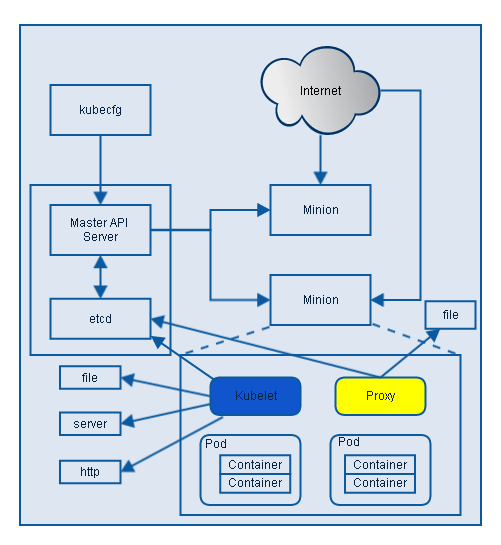 Internet
kubecfg
Master API
Server
Minion
Minion
etcd
file
file
Kubelet
Proxy
server
Pod
Pod
http
Container
Container
Container
Container